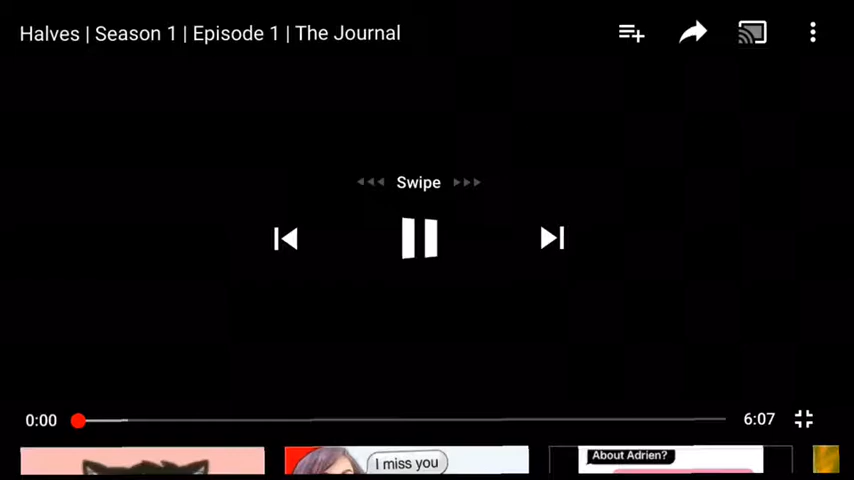 Halves | Season 1 | Episode 1 | The Journal
Swipe
0:00
6:07
I miss you
About Adrien?